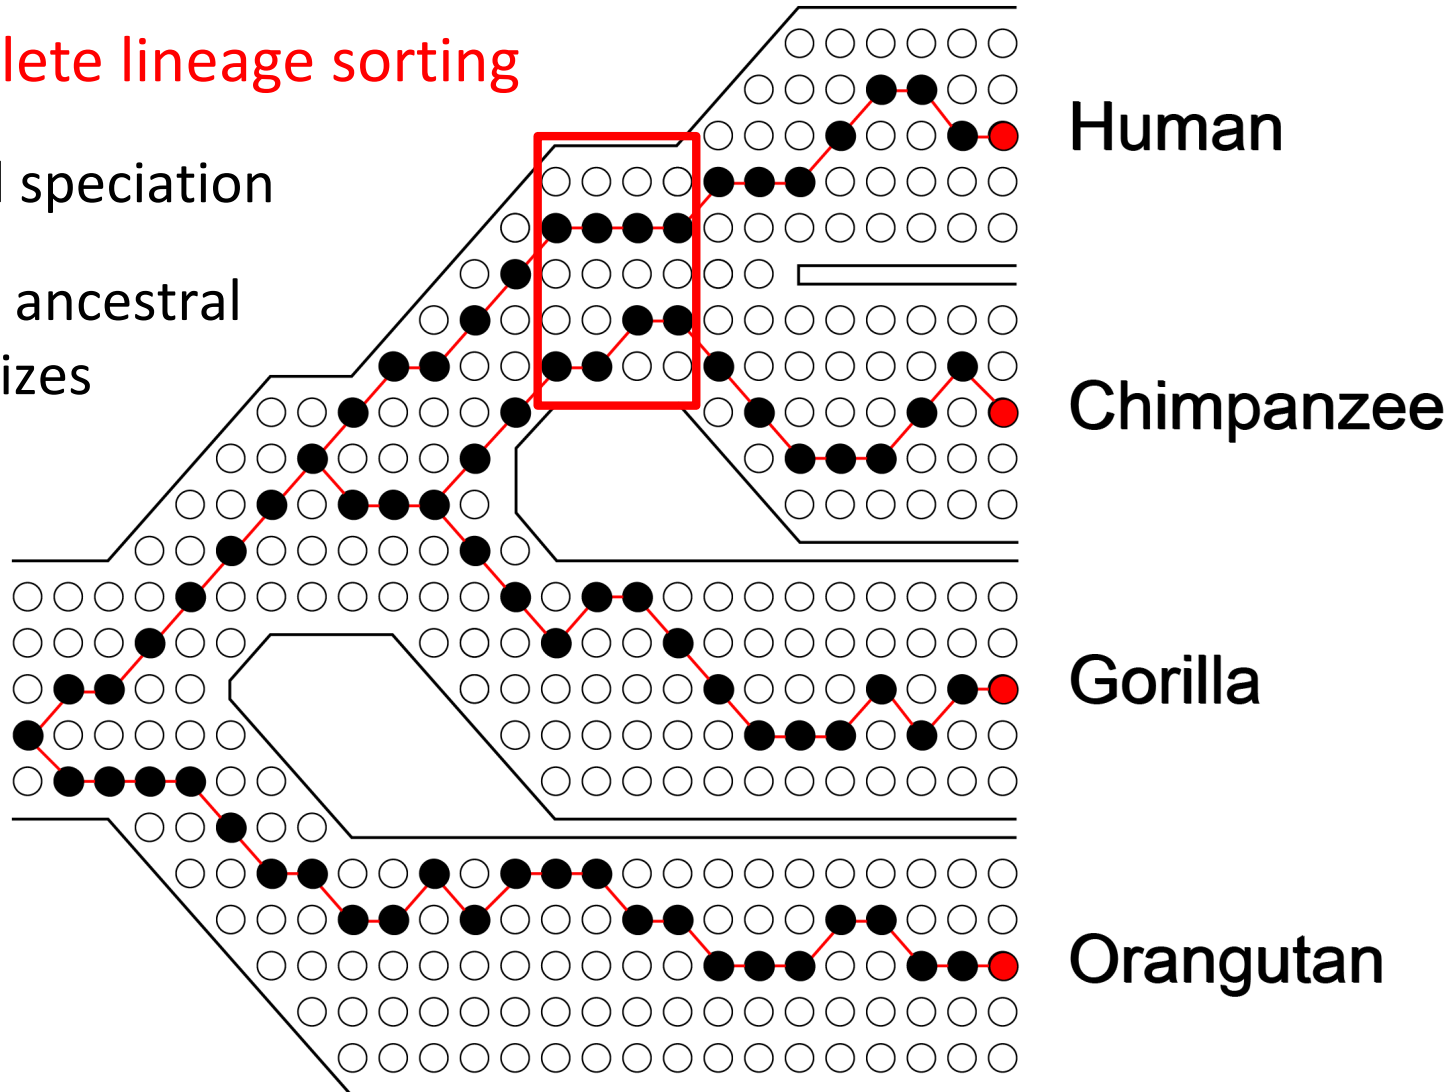 lete lineage sorting
speciation
ancestral
izes
Human
Chimpanzee
Gorilla
Orangutan